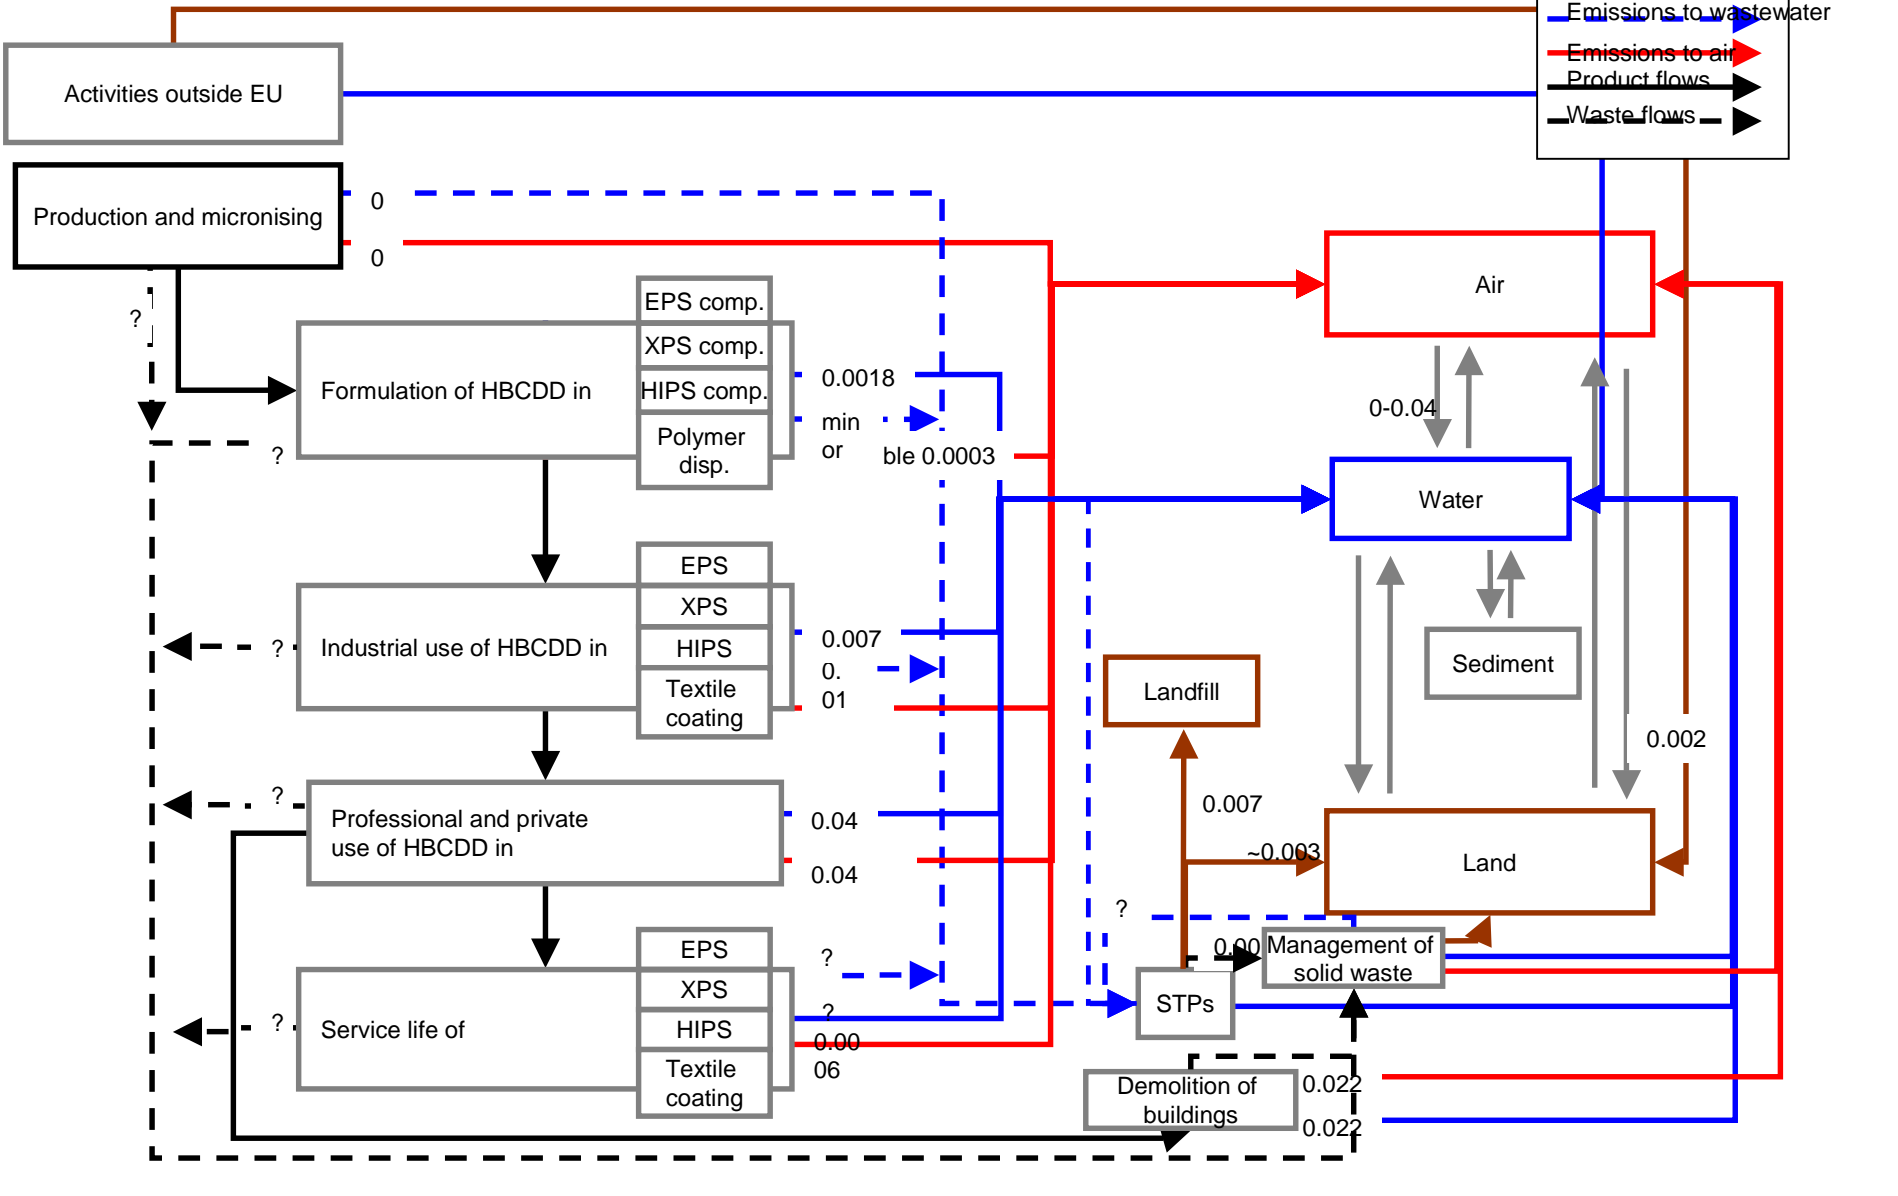 Emissions to wastewater
Emissions to air
Product flows
Waste flows
Activities outside EU
Production and micronising
0
0
?
EPS comp.
XPS comp.
HIPS comp.
Polymer
disp.
Formulation of HBCDD in
0.0018
min
or
ble 0.0003
?
Air
0-0.04
Water
Sediment
EPS
XPS
HIPS
Textile
coating
Industrial use of HBCDD in
?
0.007
0.
01
Landfill
0.002
0.007
~0.003
Land
?
Professional and private
use of HBCDD in
0.04
0.04
?
0.00
Management of
solid waste
EPS
XPS
HIPS
Textile
coating
Service life of
?
?
?
0.00
06
STPs
Demolition of
buildings
0.022
0.022